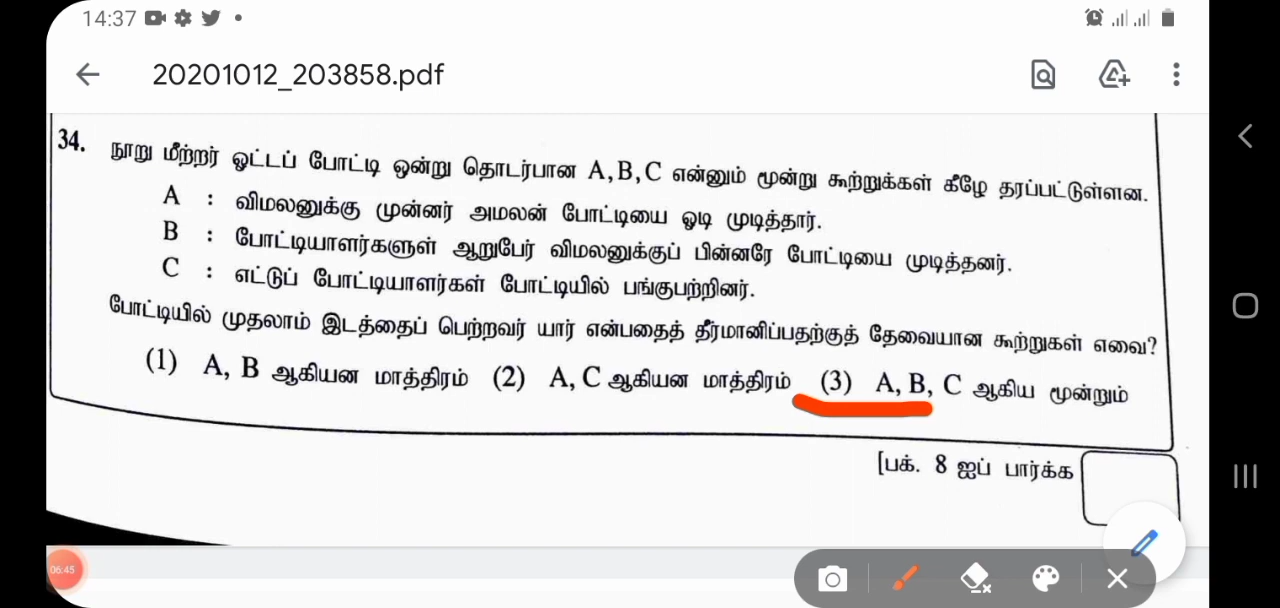 14:37
20201012_203858.pdf
34. நூறு மீற்றர் ஓட்டப் போட்டி ஒன்று தொடர்பான A, B, C என்னும் மூன்று கூற்றுக்கள் கீழே தரப்பட்டுள்ளன.
A : விமலனுக்கு முன்னர் அமலன் போட்டியை ஓடி முடித்தார்.
B : போட்டியாளர்களுள் ஆறுபேர் விமலனுக்குப் பின்னரே போட்டியை முடித்தனர்.
C : எட்டுப் போட்டியாளர்கள் போட்டியில் பங்குபற்றினர்.
போட்டியில் முதலாம் இடத்தைப் பெற்றவர் யார் என்பதைத் தீர்மானிப்பதற்குத் தேவையான கூற்றுகள் எவை?
(1) A, B ஆகியன மாத்திரம் (2) A, C ஆகியன மாத்திரம் (3) A, B, C ஆகிய மூன்றும்
[பக். 8 ஐப் பார்க்க
06:45